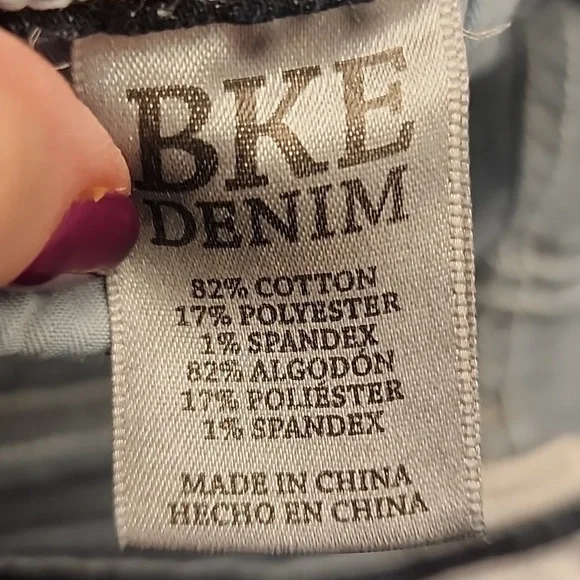 BKE
DENIM
82% COTTON
17% POLYESTER
1% SPANDEX
82% ALGODÓN
17% POLIÉSTER
1% SPANDEX
MADE IN CHINA
HECHO EN CHINA